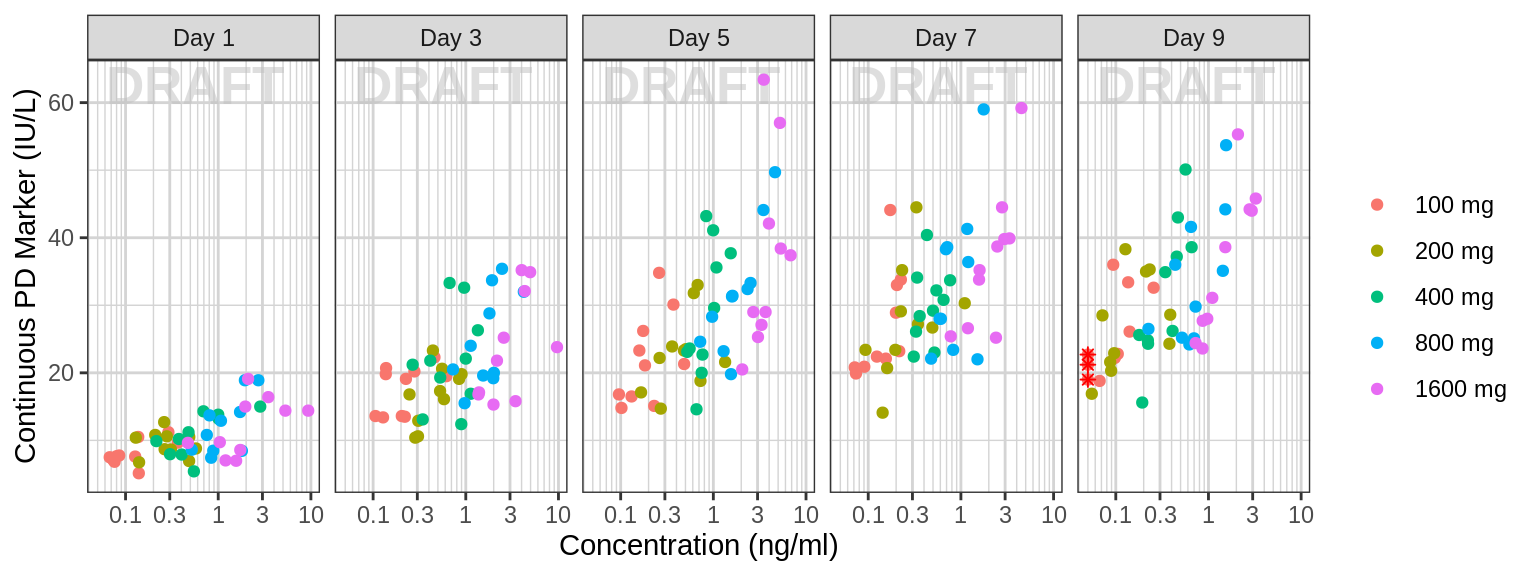 Day 1 Day 3 Day 5 Day 7 Day 9
DRAFT DRAFT DRAFT DRAFT DRAFT
Continuous PD Marker (IU/L)
60
40
20
0.1 0.3 1 3 10 0.1 0.3 1 3 10 0.1 0.3 1 3 10 0.1 0.3 1 3 10 0.1 0.3 1 3 10
Concentration (ng/ml)
100 mg
200 mg
400 mg
800 mg
1600 mg